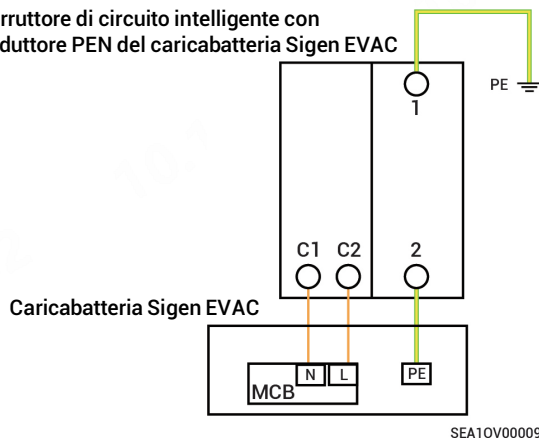 erruttore di circuito intelligente con
duttore PEN del caricabatteria Sigen EVAC
PE
1
C1 C2 2
Caricabatteria Sigen EVAC
N L PE
MCB
SEA1OV00009